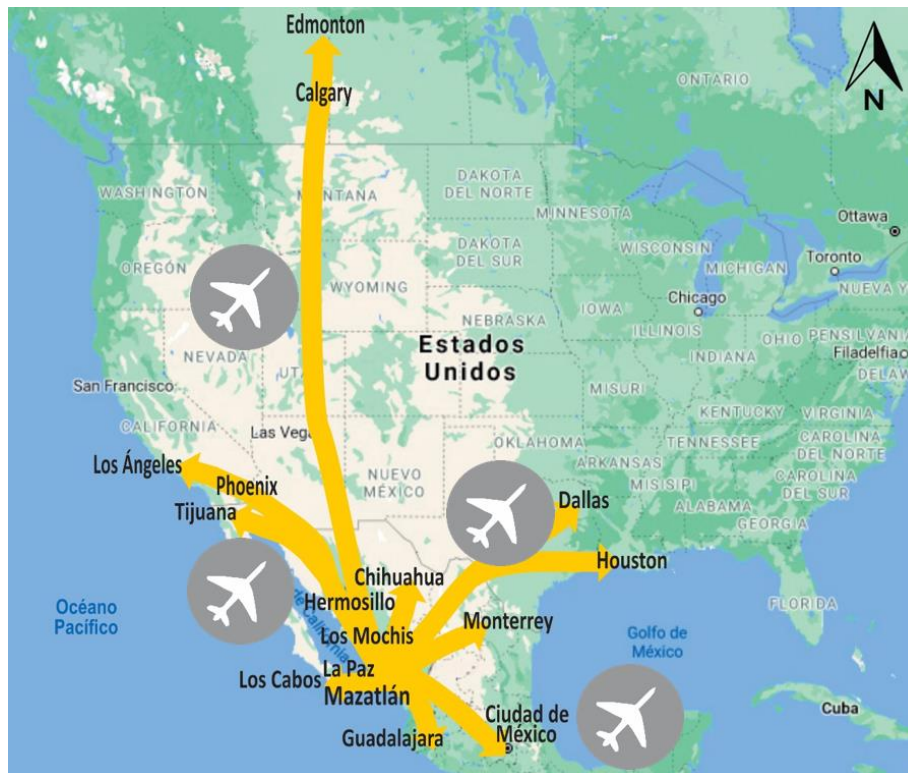 Edmonton
Calgary
N
ONTARIO
WASHINGTON
MONTANA
DAKOTA
DEL NORTE
MINNESOTA
Ottawa
OREGÓN
DAKOTA
DEL SUR
WISCONSIN
MICHIGAN
Toronto
NUEVA Y
WYOMING
Chicago
IOWA
NEBRASKA
ILLINOIS
INDIANA
OHIO
PENSILVANIA
Filadelfia
DELAW
NEVADA
UT
Estados
Unidos
San Francisco
MISURI
KENTUCKY
VIRGINIA
CALIFORNIA
Las Vega
OKLAHOMA
TENNESSEE
CAROLINA
DEL NORTE
Los Ángeles
NUEVO
MÉXICO
ARKANSAS
MISISIPI
CAROLINA
DEL SUR
Phoenix
Tijuana
Dallas
ALABAMA
GEORGIA
Houston
Chihuahua
Hermosillo
FLORIDA
Océano
Pacífico
de California
Los Mochis
Monterrey
Golfo de
México
La Paz
Los Cabos
Mazatlán
Cuba
Guadalajara
Ciudad de
México